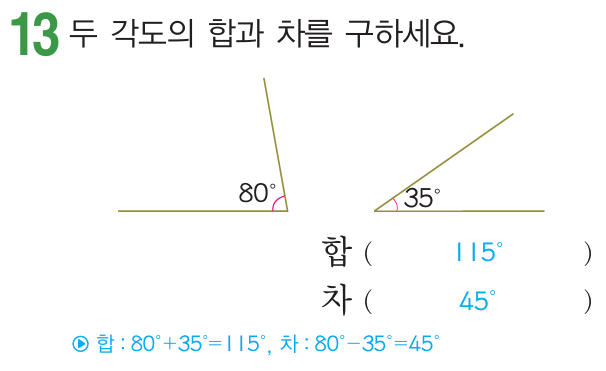 13 두 각도의 합과 차를 구하세요.
80° 35°
합 ( 115° )
차 ( 45° )
▶ 합 : 80°+35°=115°, 차 : 80°−35°=45°